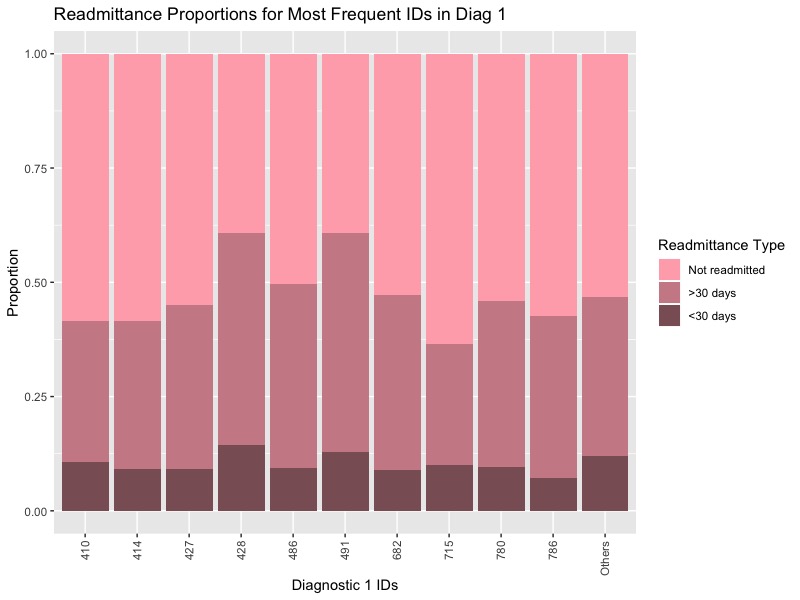 Readmittance Proportions for Most Frequent IDs in Diag 1
1.00
0.75
0.50
0.25
0.00
Proportion
410
414
427
428
486
491
682
715
780
786
Others
Diagnostic 1 IDs
Readmittance Type
Not readmitted
>30 days
<30 days